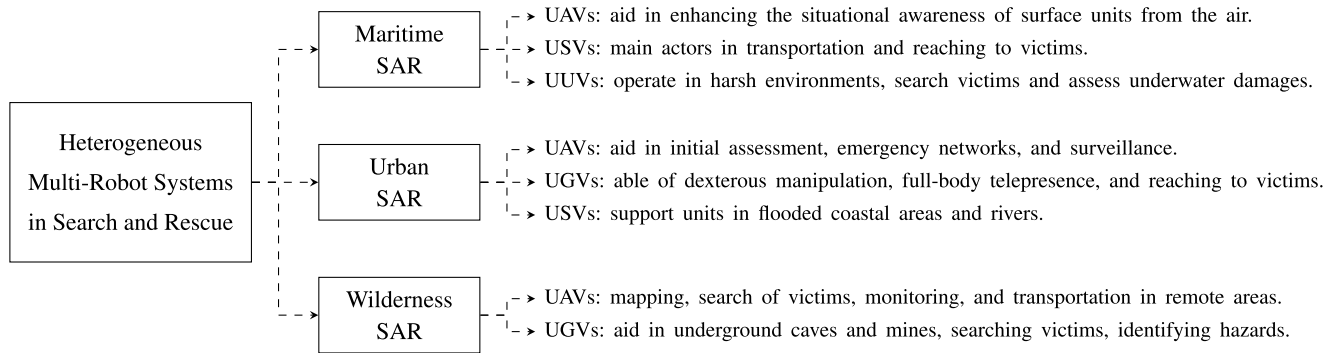 Heterogeneous
Multi-Robot Systems
in Search and Rescue
Maritime
SAR
UAVs: aid in enhancing the situational awareness of surface units from the air.
USVs: main actors in transportation and reaching to victims.
UUVs: operate in harsh environments, search victims and assess underwater damages.
Urban
SAR
UAVs: aid in initial assessment, emergency networks, and surveillance.
UGVs: able of dexterous manipulation, full-body telepresence, and reaching to victims.
USVs: support units in flooded coastal areas and rivers.
Wilderness
SAR
UAVs: mapping, search of victims, monitoring, and transportation in remote areas.
UGVs: aid in underground caves and mines, searching victims, identifying hazards.